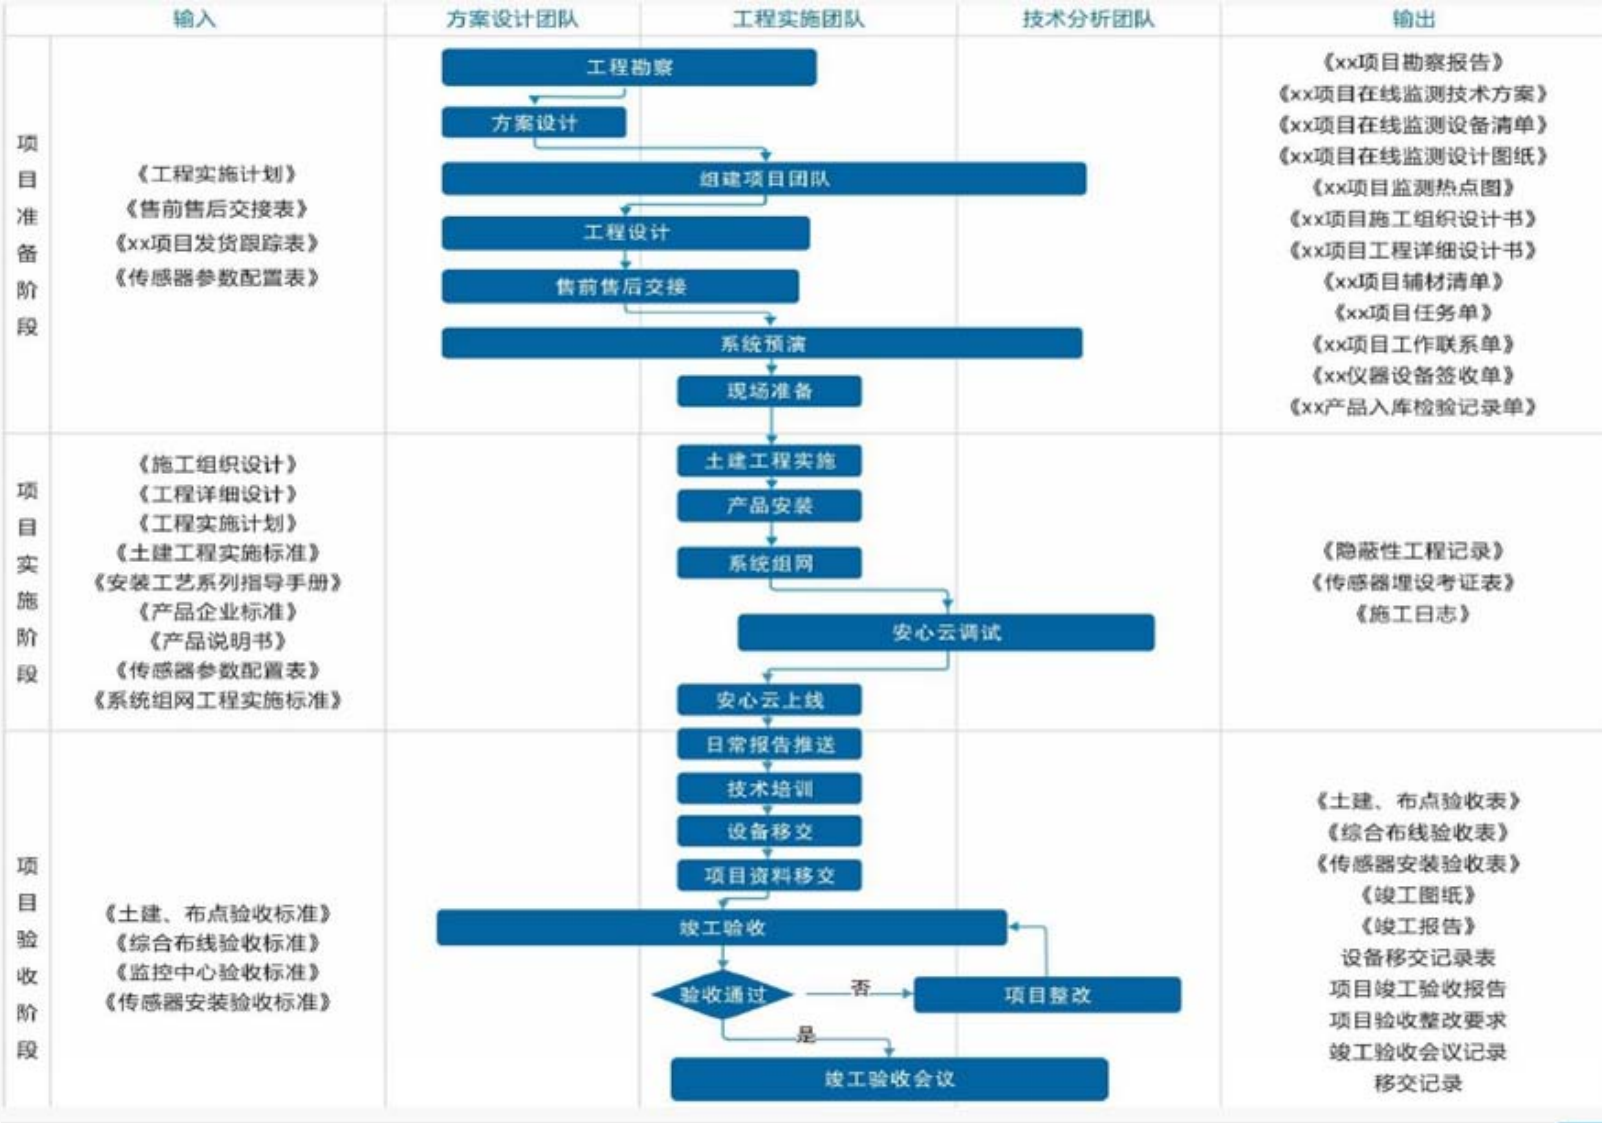 输入
方案设计团队
工程实施团队
技术分析团队
输出
项目准备阶段
《工程实施计划》
《售前售后交接表》
《xx项目发货跟踪表》
《传感器参数配置表》
工程勘察
方案设计
组建项目团队
工程设计
售前售后交接
系统预演
现场准备
《xx项目勘察报告》
《xx项目在线监测技术方案》
《xx项目在线监测设备清单》
《xx项目在线监测设计图纸》
《xx项目监测热点图》
《xx项目施工组织设计书》
《xx项目工程详细设计书》
《xx项目辅材清单》
《xx项目任务单》
《xx项目工作联系单》
《xx仪器设备签收单》
《xx产品入库检验记录单》
项目实施阶段
《施工组织设计》
《工程详细设计》
《工程实施计划》
《土建工程实施标准》
《安装工艺系列指导手册》
《产品企业标准》
《产品说明书》
《传感器参数配置表》
《系统组网工程实施标准》
土建工程实施
产品安装
系统组网
安心云调试
安心云上线
《隐蔽性工程记录》
《传感器埋设考证表》
《施工日志》
项目验收阶段
《土建、布点验收标准》
《综合布线验收标准》
《监控中心验收标准》
《传感器安装验收标准》
日常报告推送
技术培训
设备移交
项目资料移交
竣工验收
验收通过
否
项目整改
是
竣工验收会议
《土建、布点验收表》
《综合布线验收表》
《传感器安装验收表》
《竣工图纸》
《竣工报告》
设备移交记录表
项目竣工验收报告
项目验收整改要求
竣工验收会议记录
移交记录